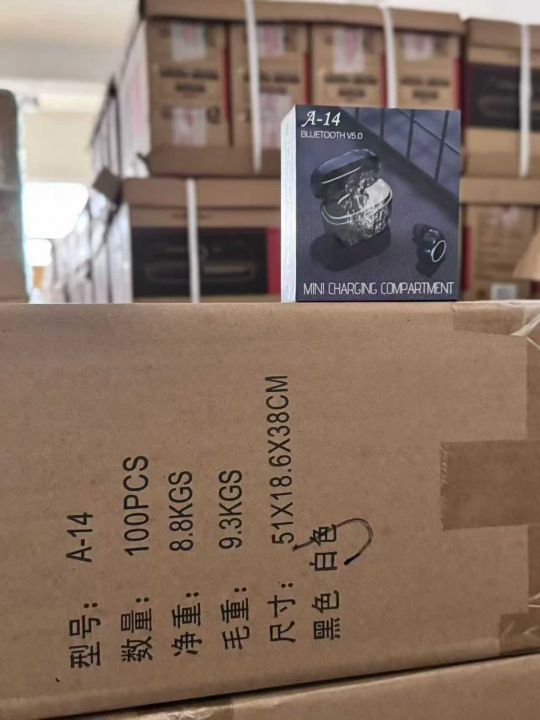 A-14
BLUETOOTH V5.0
MINI CHARGING COMPARTMENT
型号: A-14
数量: 100PCS
净重: 8.8KGS
毛重: 9.3KGS
尺寸: 51X18.6X38CM
黑色 白色